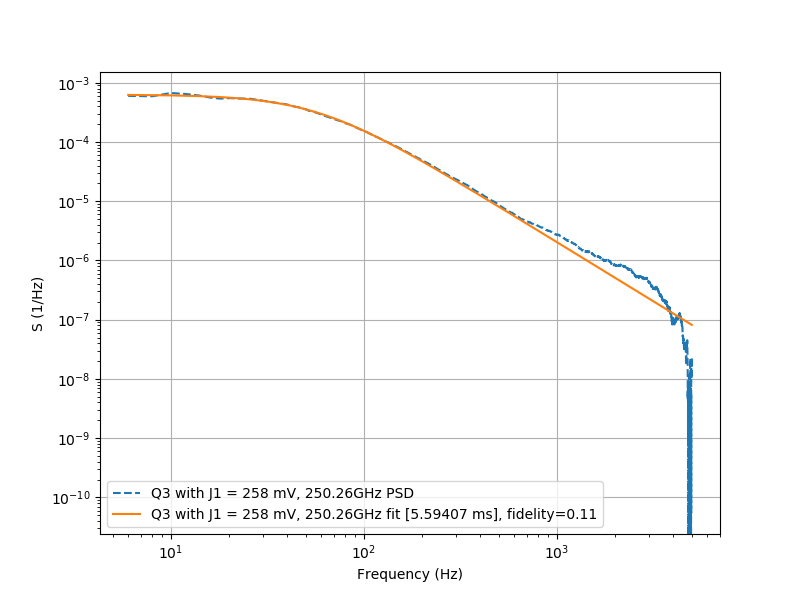 10⁻³
10⁻⁴
10⁻⁵
10⁻⁶
10⁻⁷
10⁻⁸
10⁻⁹
10⁻¹⁰
S (1/Hz)
Q3 with J1 = 258 mV, 250.26GHz PSD
Q3 with J1 = 258 mV, 250.26GHz fit [5.59407 ms], fidelity=0.11
10¹ 10² 10³
Frequency (Hz)